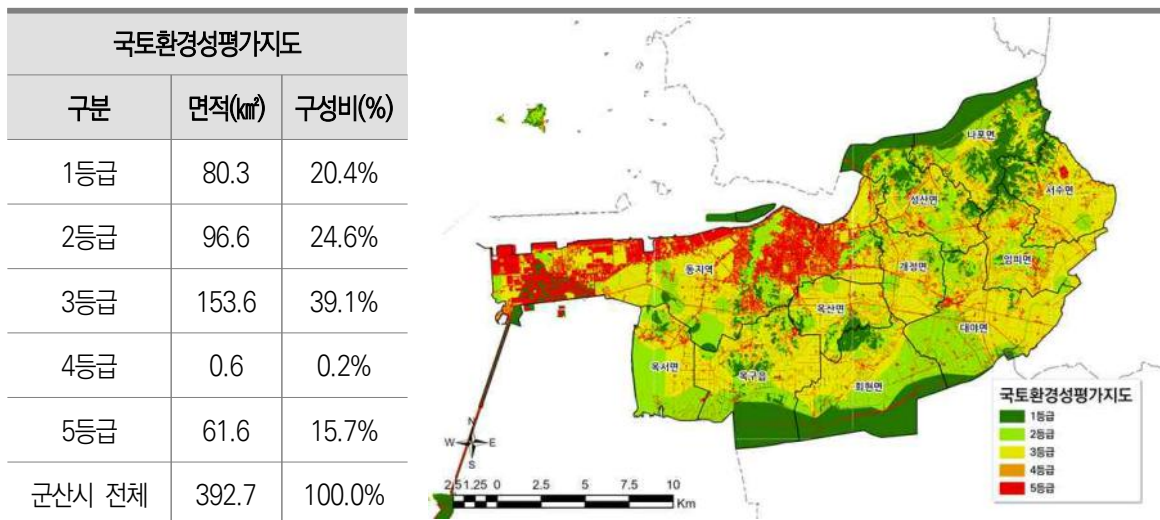 국토환경성평가지도
구분 면적(㎢) 구성비(%)
1등급 80.3 20.4%
2등급 96.6 24.6%
3등급 153.6 39.1%
4등급 0.6 0.2%
5등급 61.6 15.7%
군산시 전체 392.7 100.0%
나포면
서수면
성산면
임피면
개정면
동지역
옥산면
대야면
옥서면
옥구읍
회현면
N
W E
S
2.5 1.25 0 2.5 5 7.5 10
Km
국토환경성평가지도
1등급
2등급
3등급
4등급
5등급